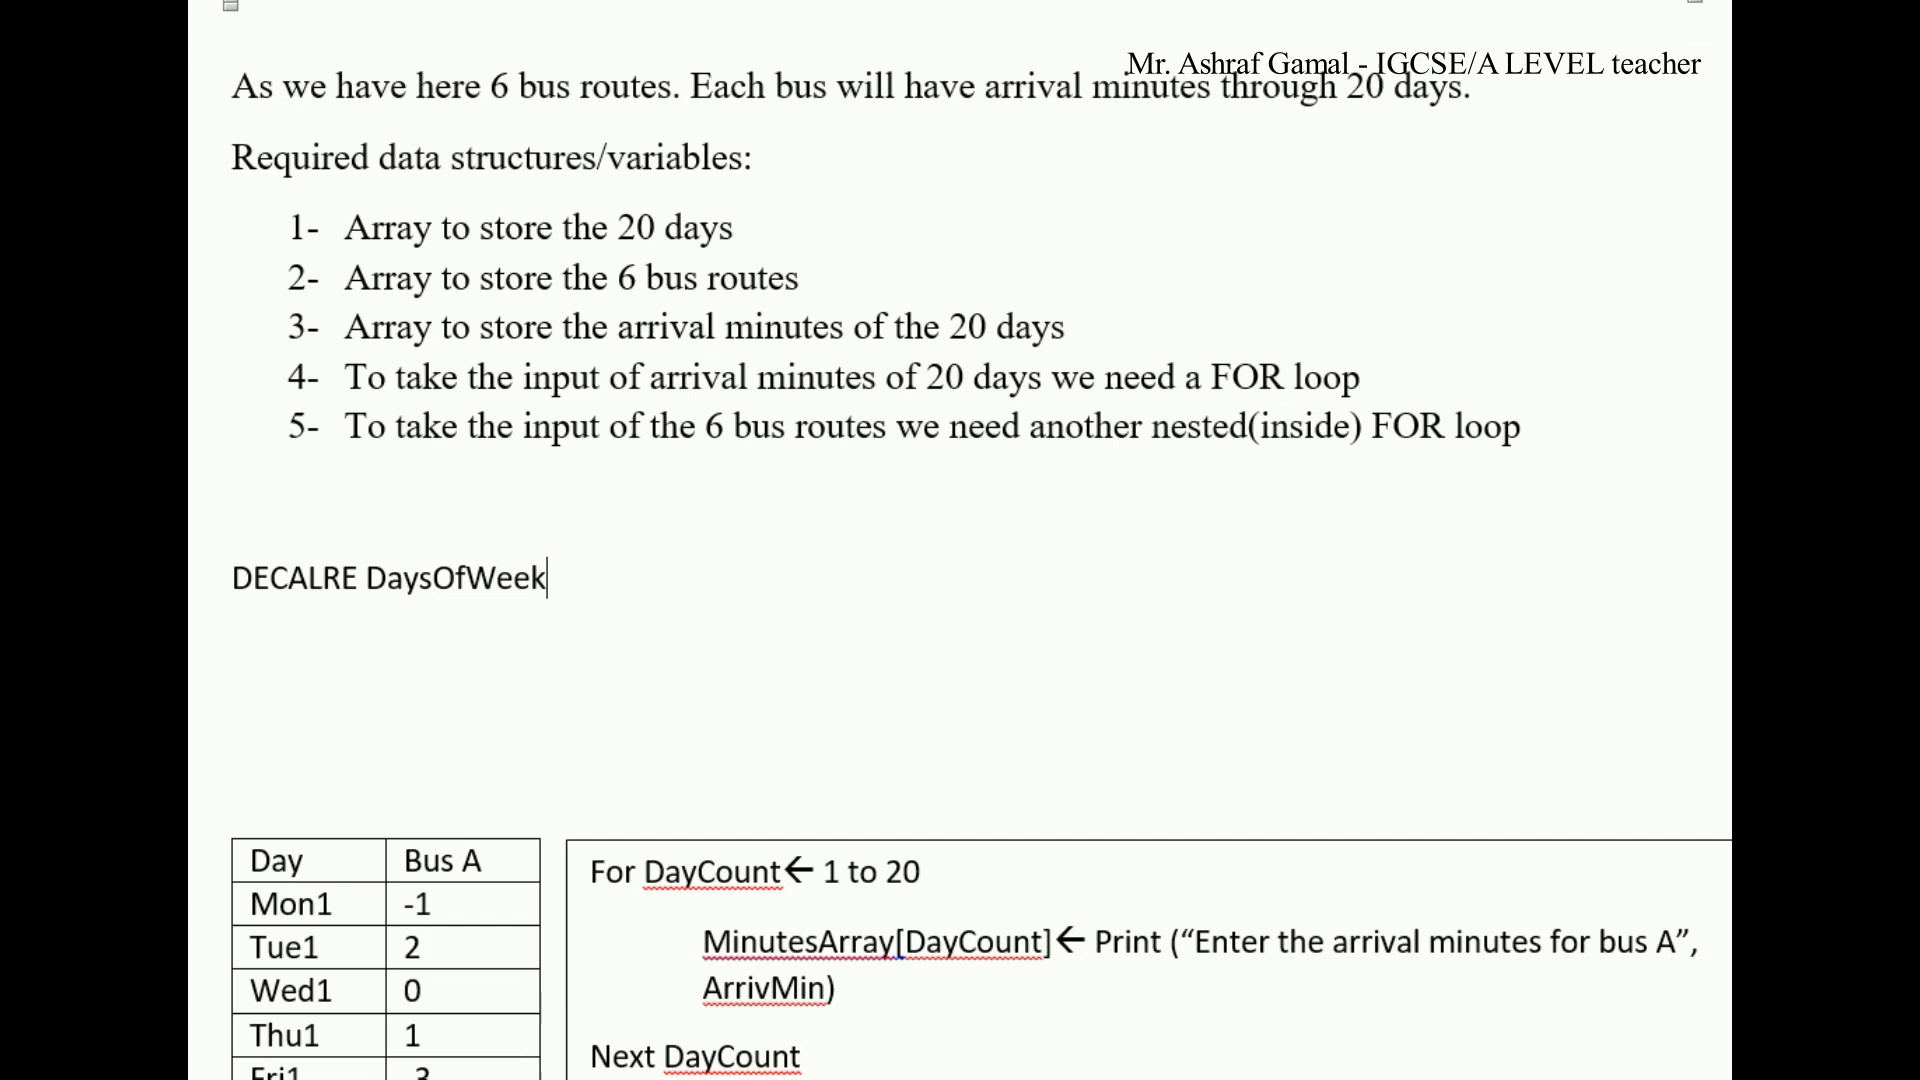 Mr. Ashraf Gamal - IGCSE/A LEVEL teacher
As we have here 6 bus routes. Each bus will have arrival minutes through 20 days.
Required data structures/variables:
1- Array to store the 20 days
2- Array to store the 6 bus routes
3- Array to store the arrival minutes of the 20 days
4- To take the input of arrival minutes of 20 days we need a FOR loop
5- To take the input of the 6 bus routes we need another nested(inside) FOR loop
DECALRE DaysOfWeek
Day Bus A
Mon1 -1
Tue1 2
Wed1 0
Thu1 1
Fri1 -3
For DayCount← 1 to 20
MinutesArray[DayCount]← Print (“Enter the arrival minutes for bus A”,
ArrivMin)
Next DayCount